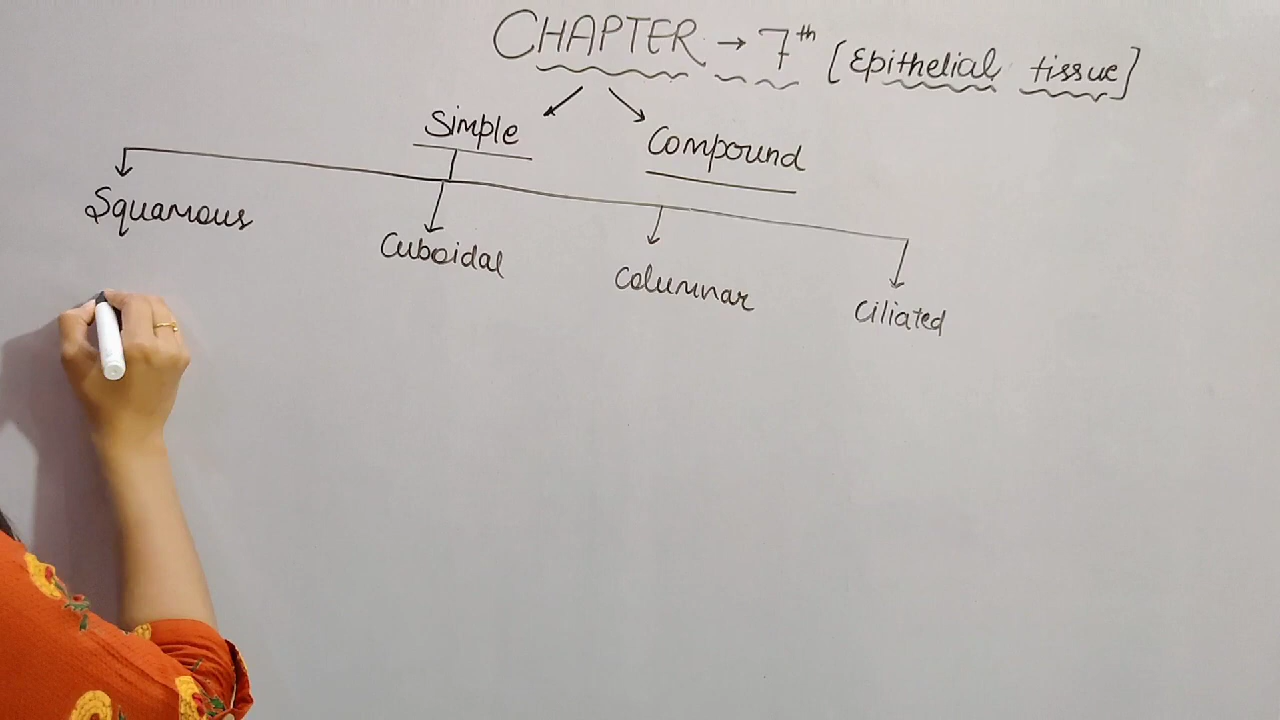 CHAPTER → 7th [Epithelial tissue]
Simple
Compound
Squamous
Cuboidal
Columnar
Ciliated